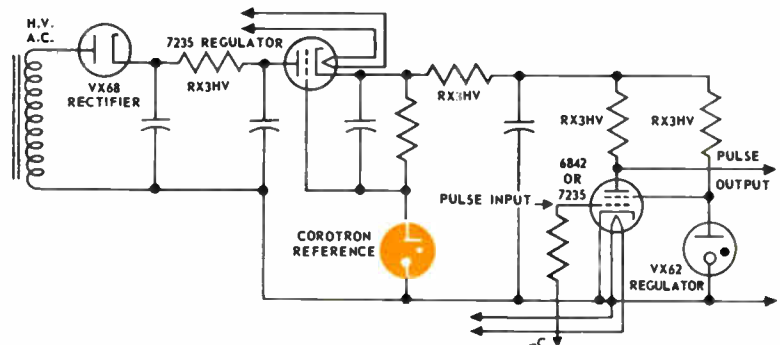 H.V.
A.C.
VX68
RECTIFIER
7235 REGULATOR
RX3HV
RX3HV
RX3HV
RX3HV
6842
OR
7235
PULSE INPUT
PULSE
OUTPUT
COROTRON
REFERENCE
VX62
REGULATOR
-C